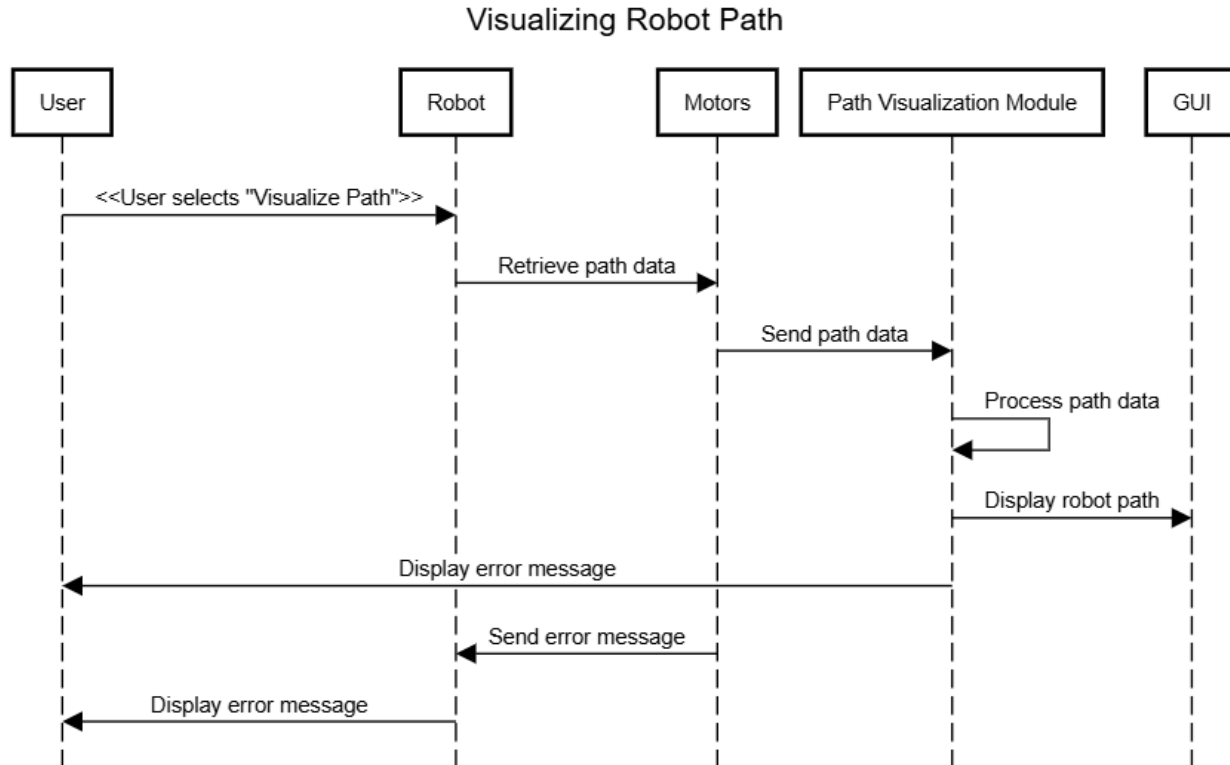 Visualizing Robot Path
User
Robot
Motors
Path Visualization Module
GUI
<<User selects "Visualize Path">>
Retrieve path data
Send path data
Process path data
Display robot path
Display error message
Send error message
Display error message